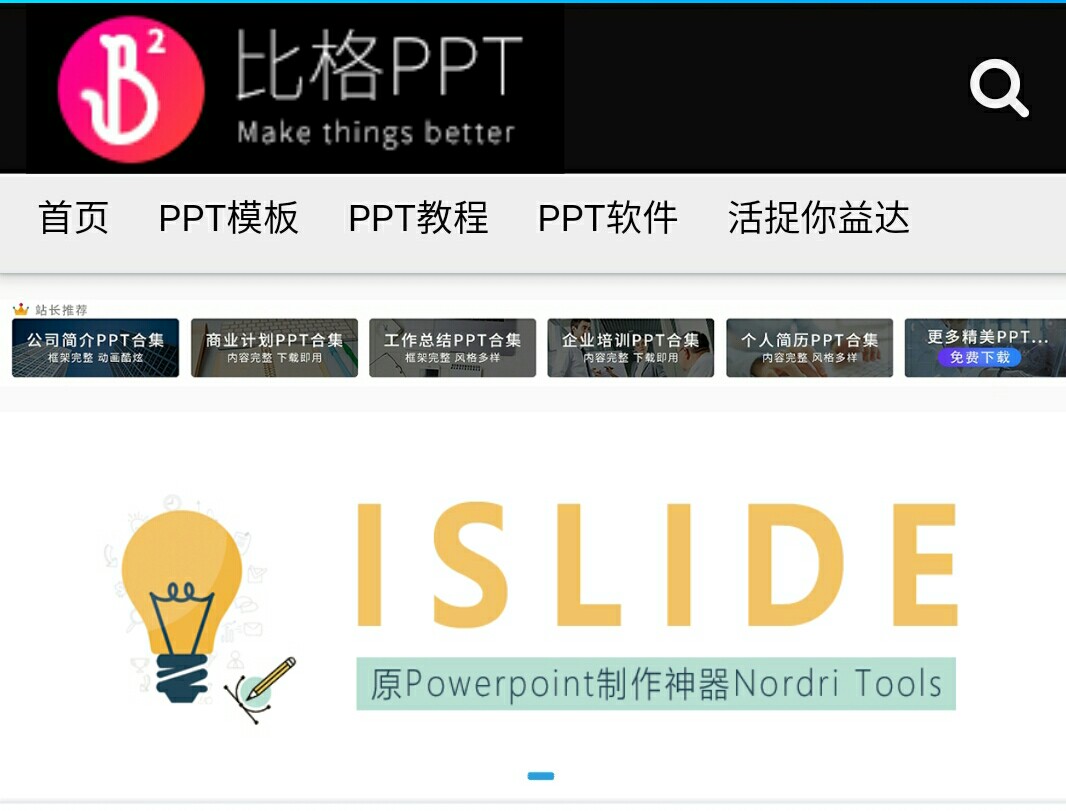 B2
比格PPT
Make things better
首页 PPT模板 PPT教程 PPT软件 活捉你益达
站长推荐
公司简介PPT合集 商业计划PPT合集 工作总结PPT合集 企业培训PPT合集 个人简历PPT合集 更多精美PPT...
框架完整 动画酷炫 内容完整 下载即用 框架完整 风格多样 内容完整 下载即用 内容完整 风格多样 免费下载
ISLIDE
原Powerpoint制作神器Nordri Tools